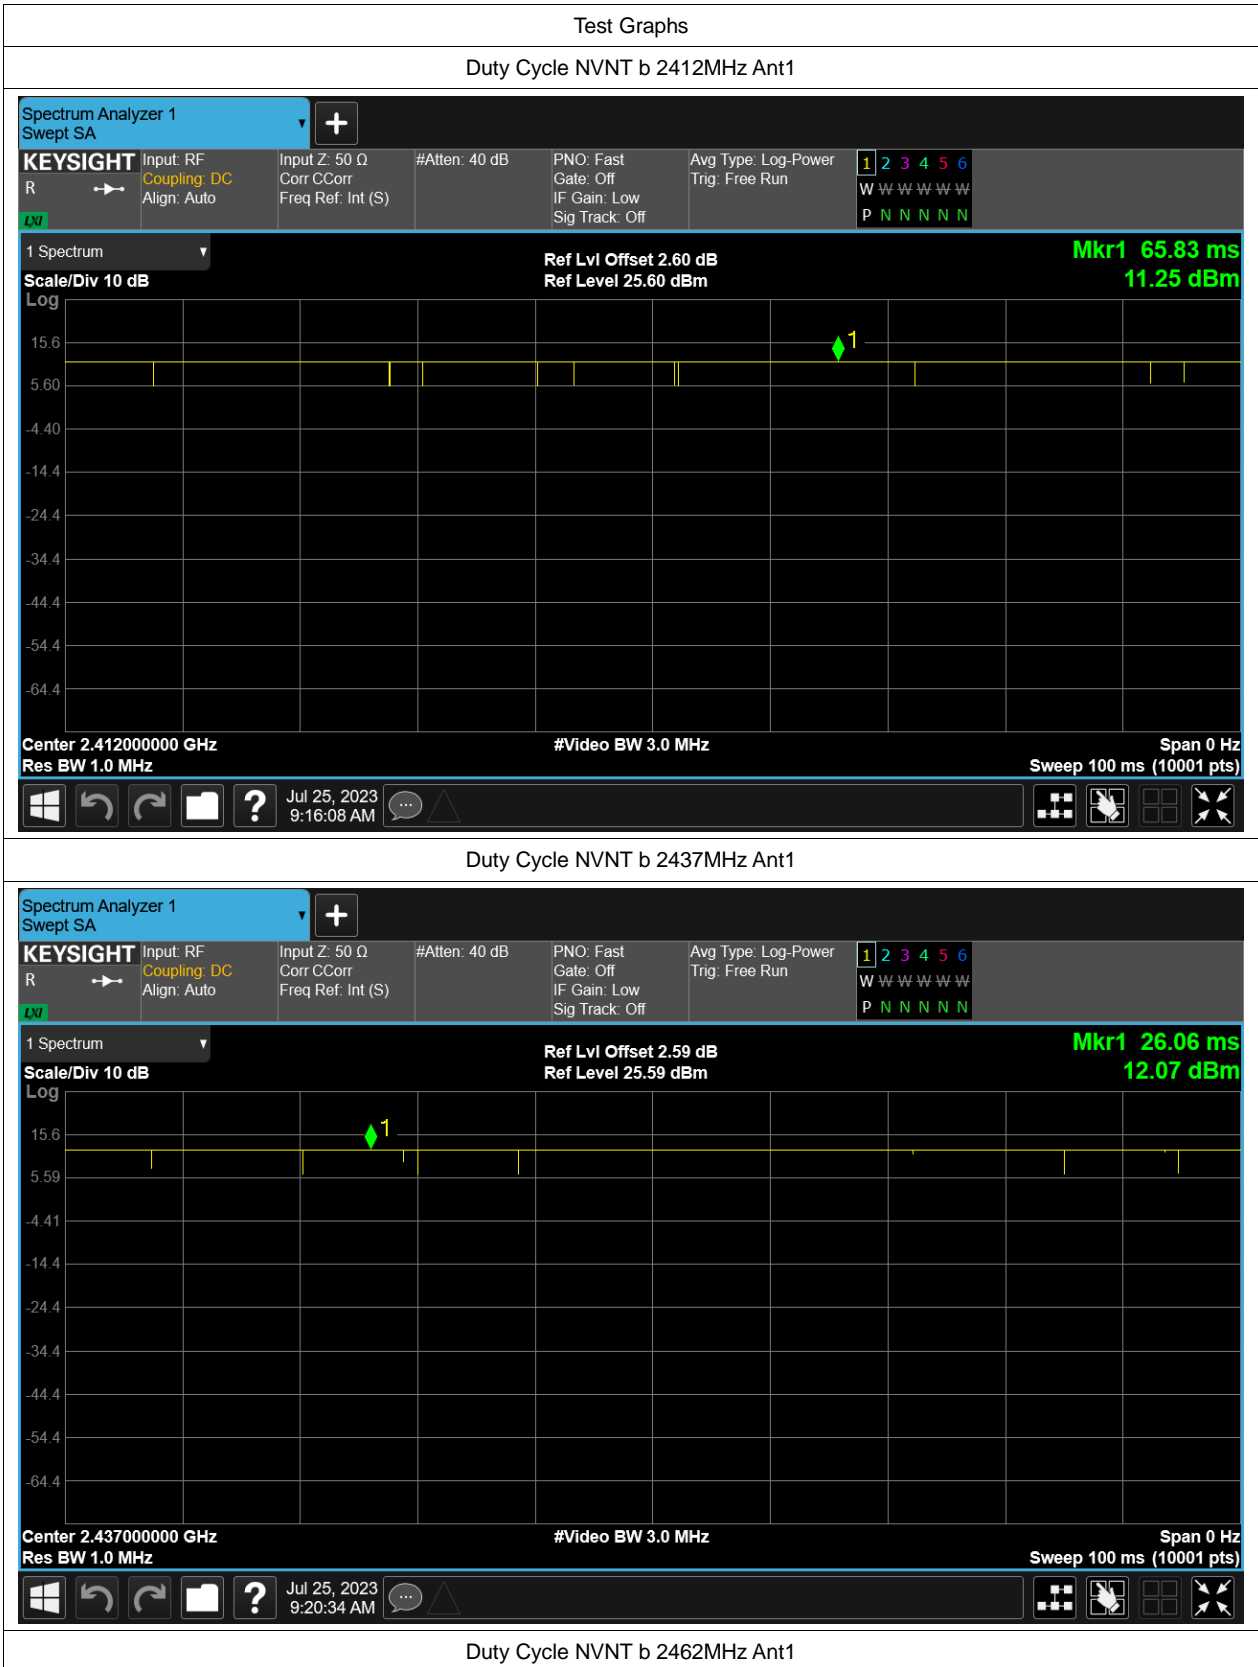 Test Graphs
Duty Cycle NVNT b 2412MHz Ant1
Spectrum Analyzer 1
Swept SA
KEYSIGHT
R
LXI
Input: RF
Coupling: DC
Align: Auto
Input Z: 50 Ω
Corr CCorr
Freq Ref: Int (S)
#Atten: 40 dB
PNO: Fast
Gate: Off
IF Gain: Low
Sig Track: Off
Avg Type: Log-Power
Trig: Free Run
1 2 3 4 5 6
W W W W W W
P N N N N N
1 Spectrum
Scale/Div 10 dB
Log
Ref Lvl Offset 2.60 dB
Ref Level 25.60 dBm
Mkr1 65.83 ms
11.25 dBm
1
15.6
5.60
-4.40
-14.4
-24.4
-34.4
-44.4
-54.4
-64.4
Center 2.412000000 GHz
Res BW 1.0 MHz
#Video BW 3.0 MHz
Span 0 Hz
Sweep 100 ms (10001 pts)
?
Jul 25, 2023
9:16:08 AM
Duty Cycle NVNT b 2437MHz Ant1
Spectrum Analyzer 1
Swept SA
KEYSIGHT
R
LXI
Input: RF
Coupling: DC
Align: Auto
Input Z: 50 Ω
Corr CCorr
Freq Ref: Int (S)
#Atten: 40 dB
PNO: Fast
Gate: Off
IF Gain: Low
Sig Track: Off
Avg Type: Log-Power
Trig: Free Run
1 2 3 4 5 6
W W W W W W
P N N N N N
1 Spectrum
Scale/Div 10 dB
Log
Ref Lvl Offset 2.59 dB
Ref Level 25.59 dBm
Mkr1 26.06 ms
12.07 dBm
1
15.6
5.59
-4.41
-14.4
-24.4
-34.4
-44.4
-54.4
-64.4
Center 2.437000000 GHz
Res BW 1.0 MHz
#Video BW 3.0 MHz
Span 0 Hz
Sweep 100 ms (10001 pts)
?
Jul 25, 2023
9:20:34 AM
Duty Cycle NVNT b 2462MHz Ant1